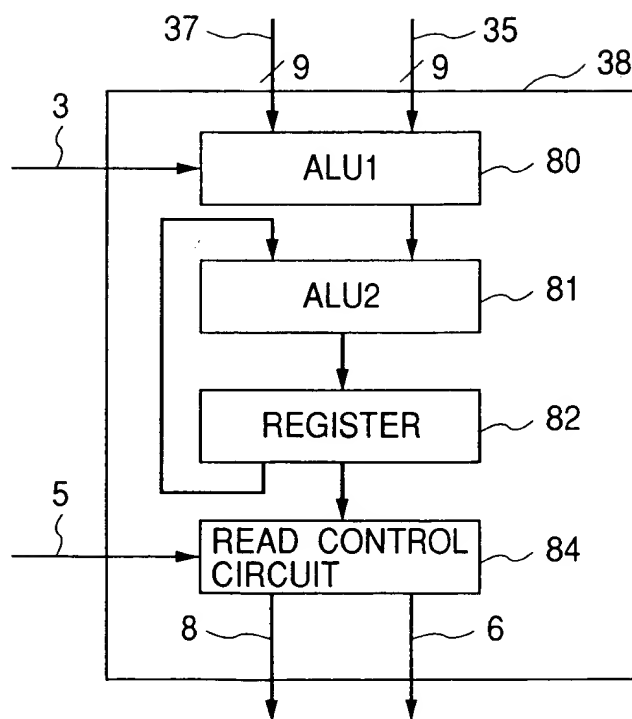 37
35
9
9
38
3
ALU1
80
ALU2
81
REGISTER
82
5
READ CONTROL
CIRCUIT
84
8
6